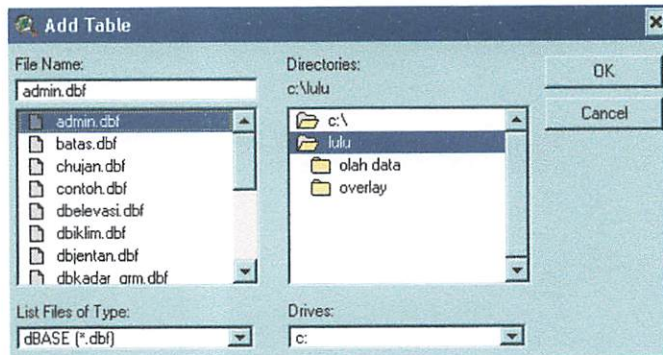 Add Table
File Name:
admin.dbf
admin.dbf
batas.dbf
chujan.dbf
contoh.dbf
dbelevasi.dbf
dbiklim.dbf
dbjentan.dbf
dbkadar_grm.dbf
List Files of Type:
dBASE (*.dbf)
Directories:
c:\lulu
c:\
lulu
olah data
overlay
Drives:
c:
OK
Cancel